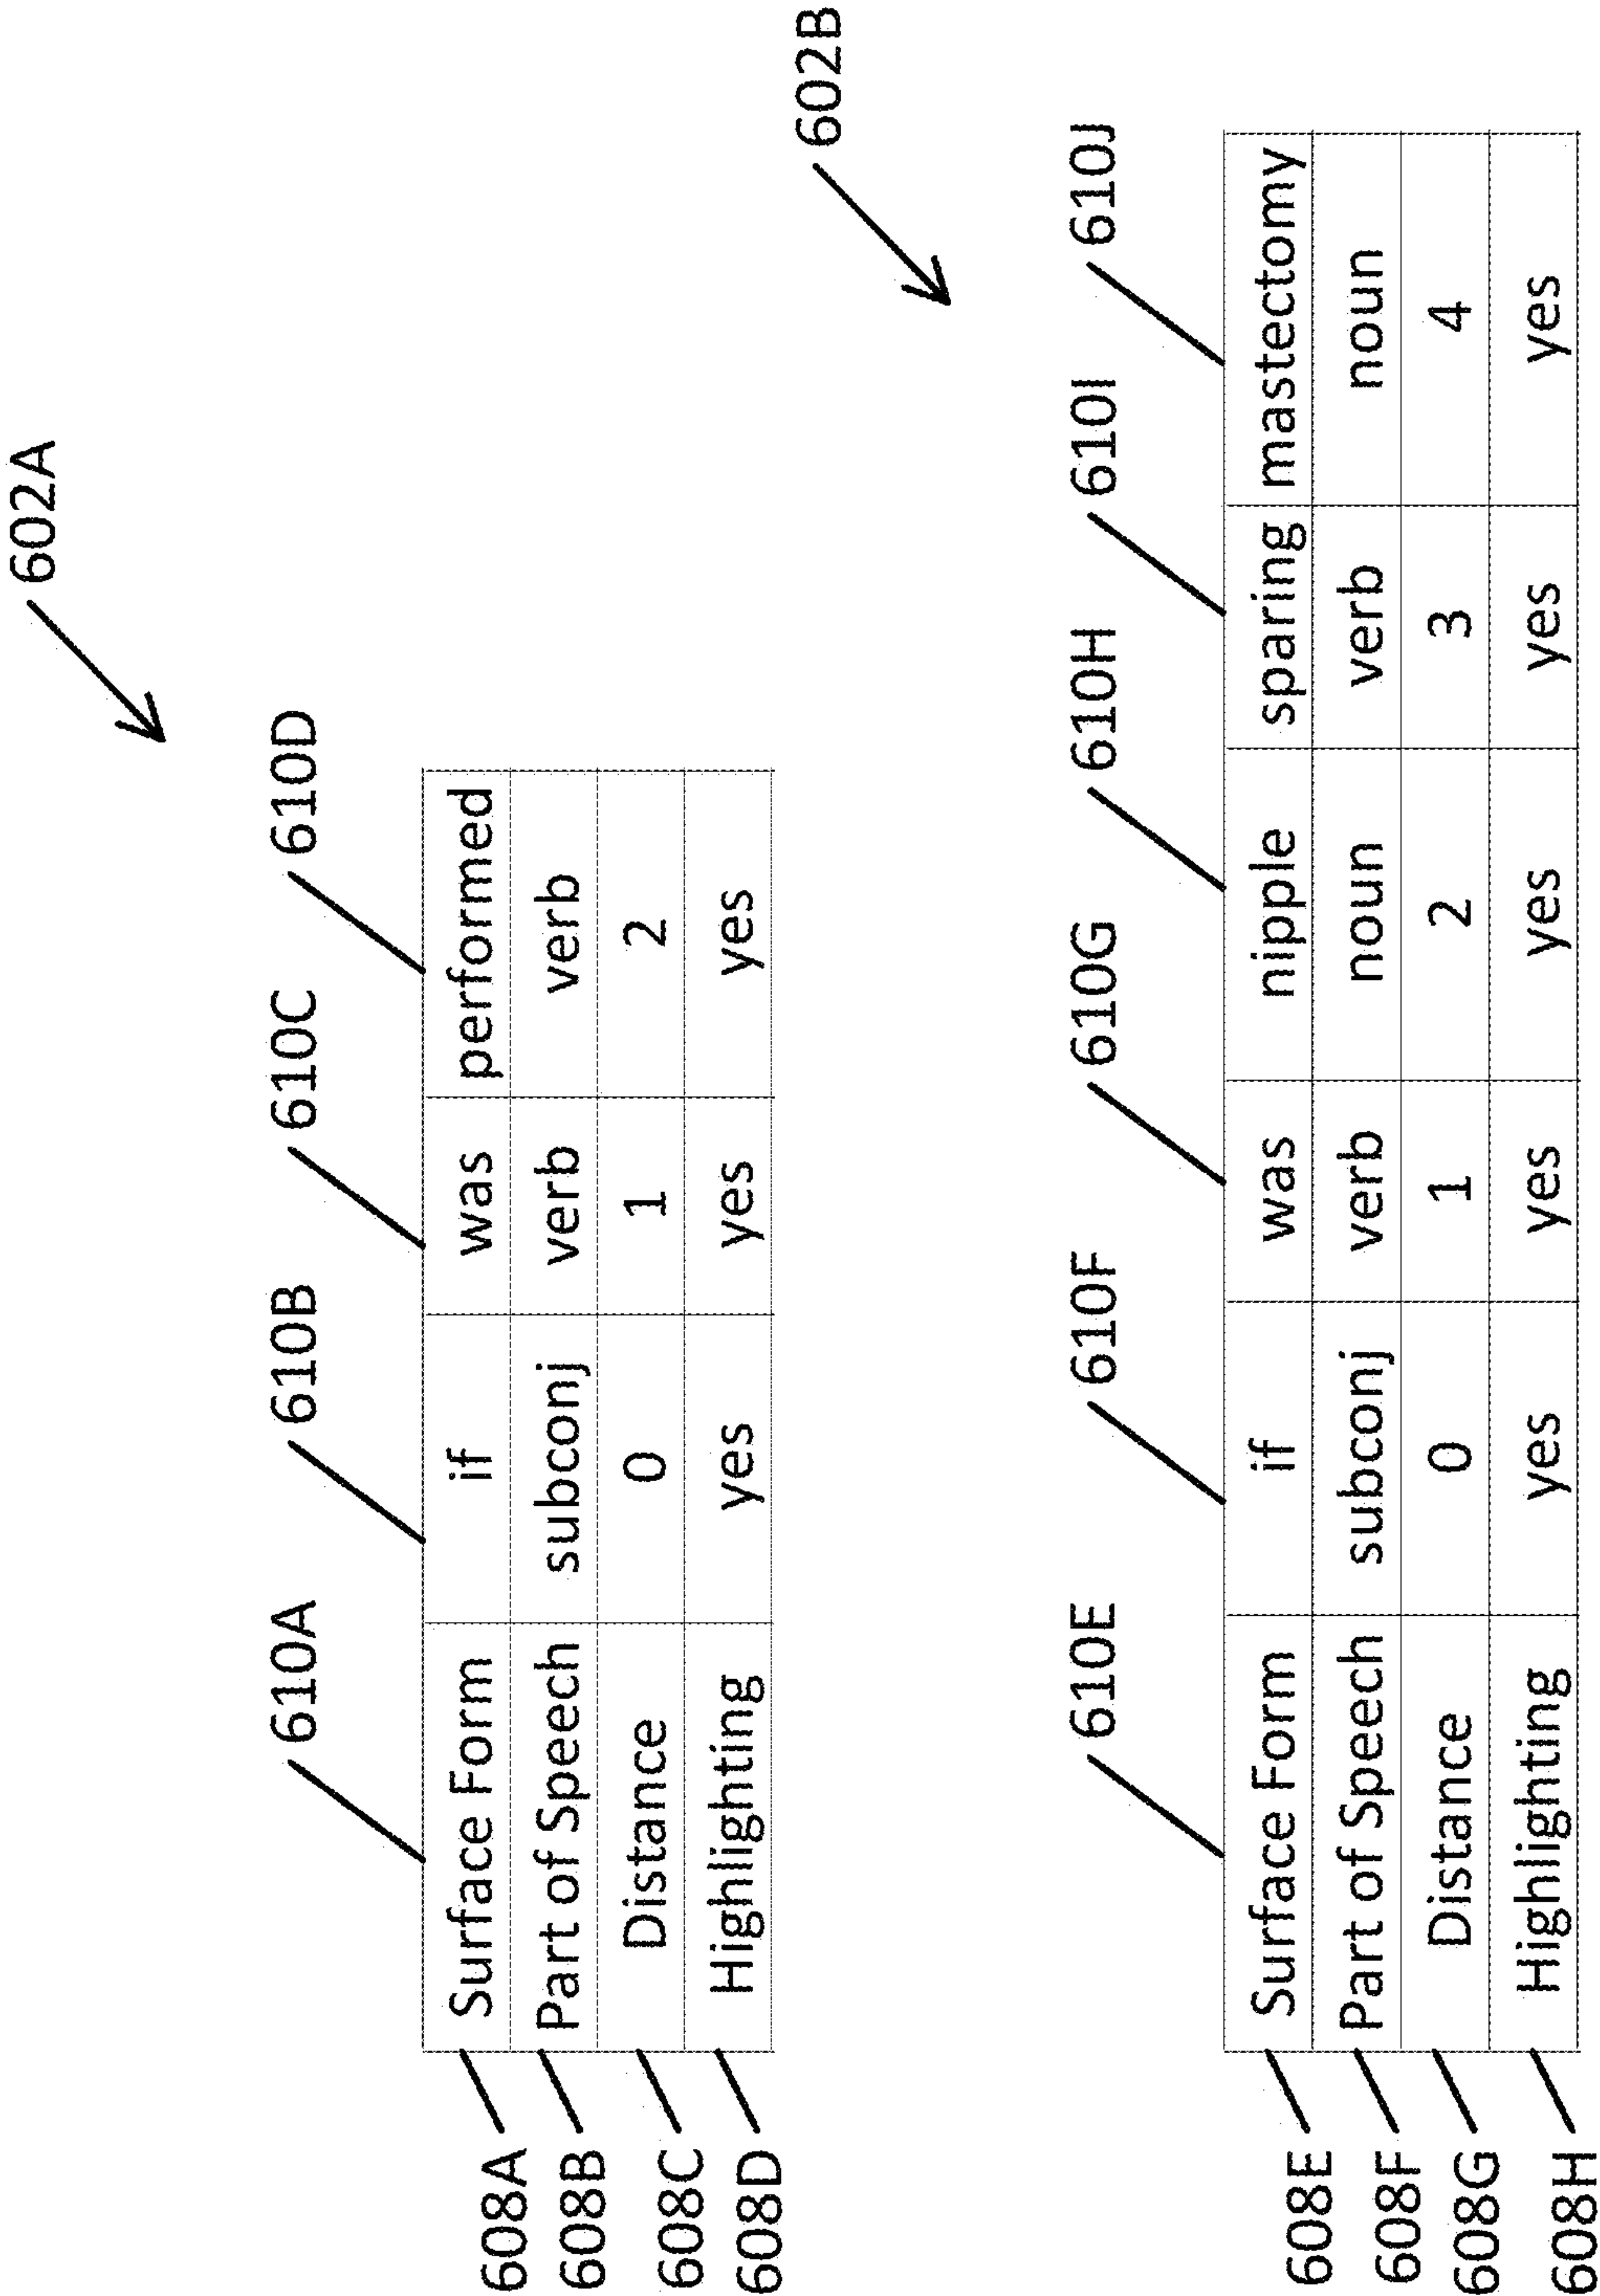 602A
610A 610B 610C 610D
608A Surface Form if was performed
608B Part of Speech subconj verb verb
608C Distance 0 1 2
608D Highlighting yes yes yes
602B
610E 610F 610G 610H 610I 610J
608E Surface Form if was nipple sparing mastectomy
608F Part of Speech subconj verb noun verb noun
608G Distance 0 1 2 3 4
608H Highlighting yes yes yes yes yes